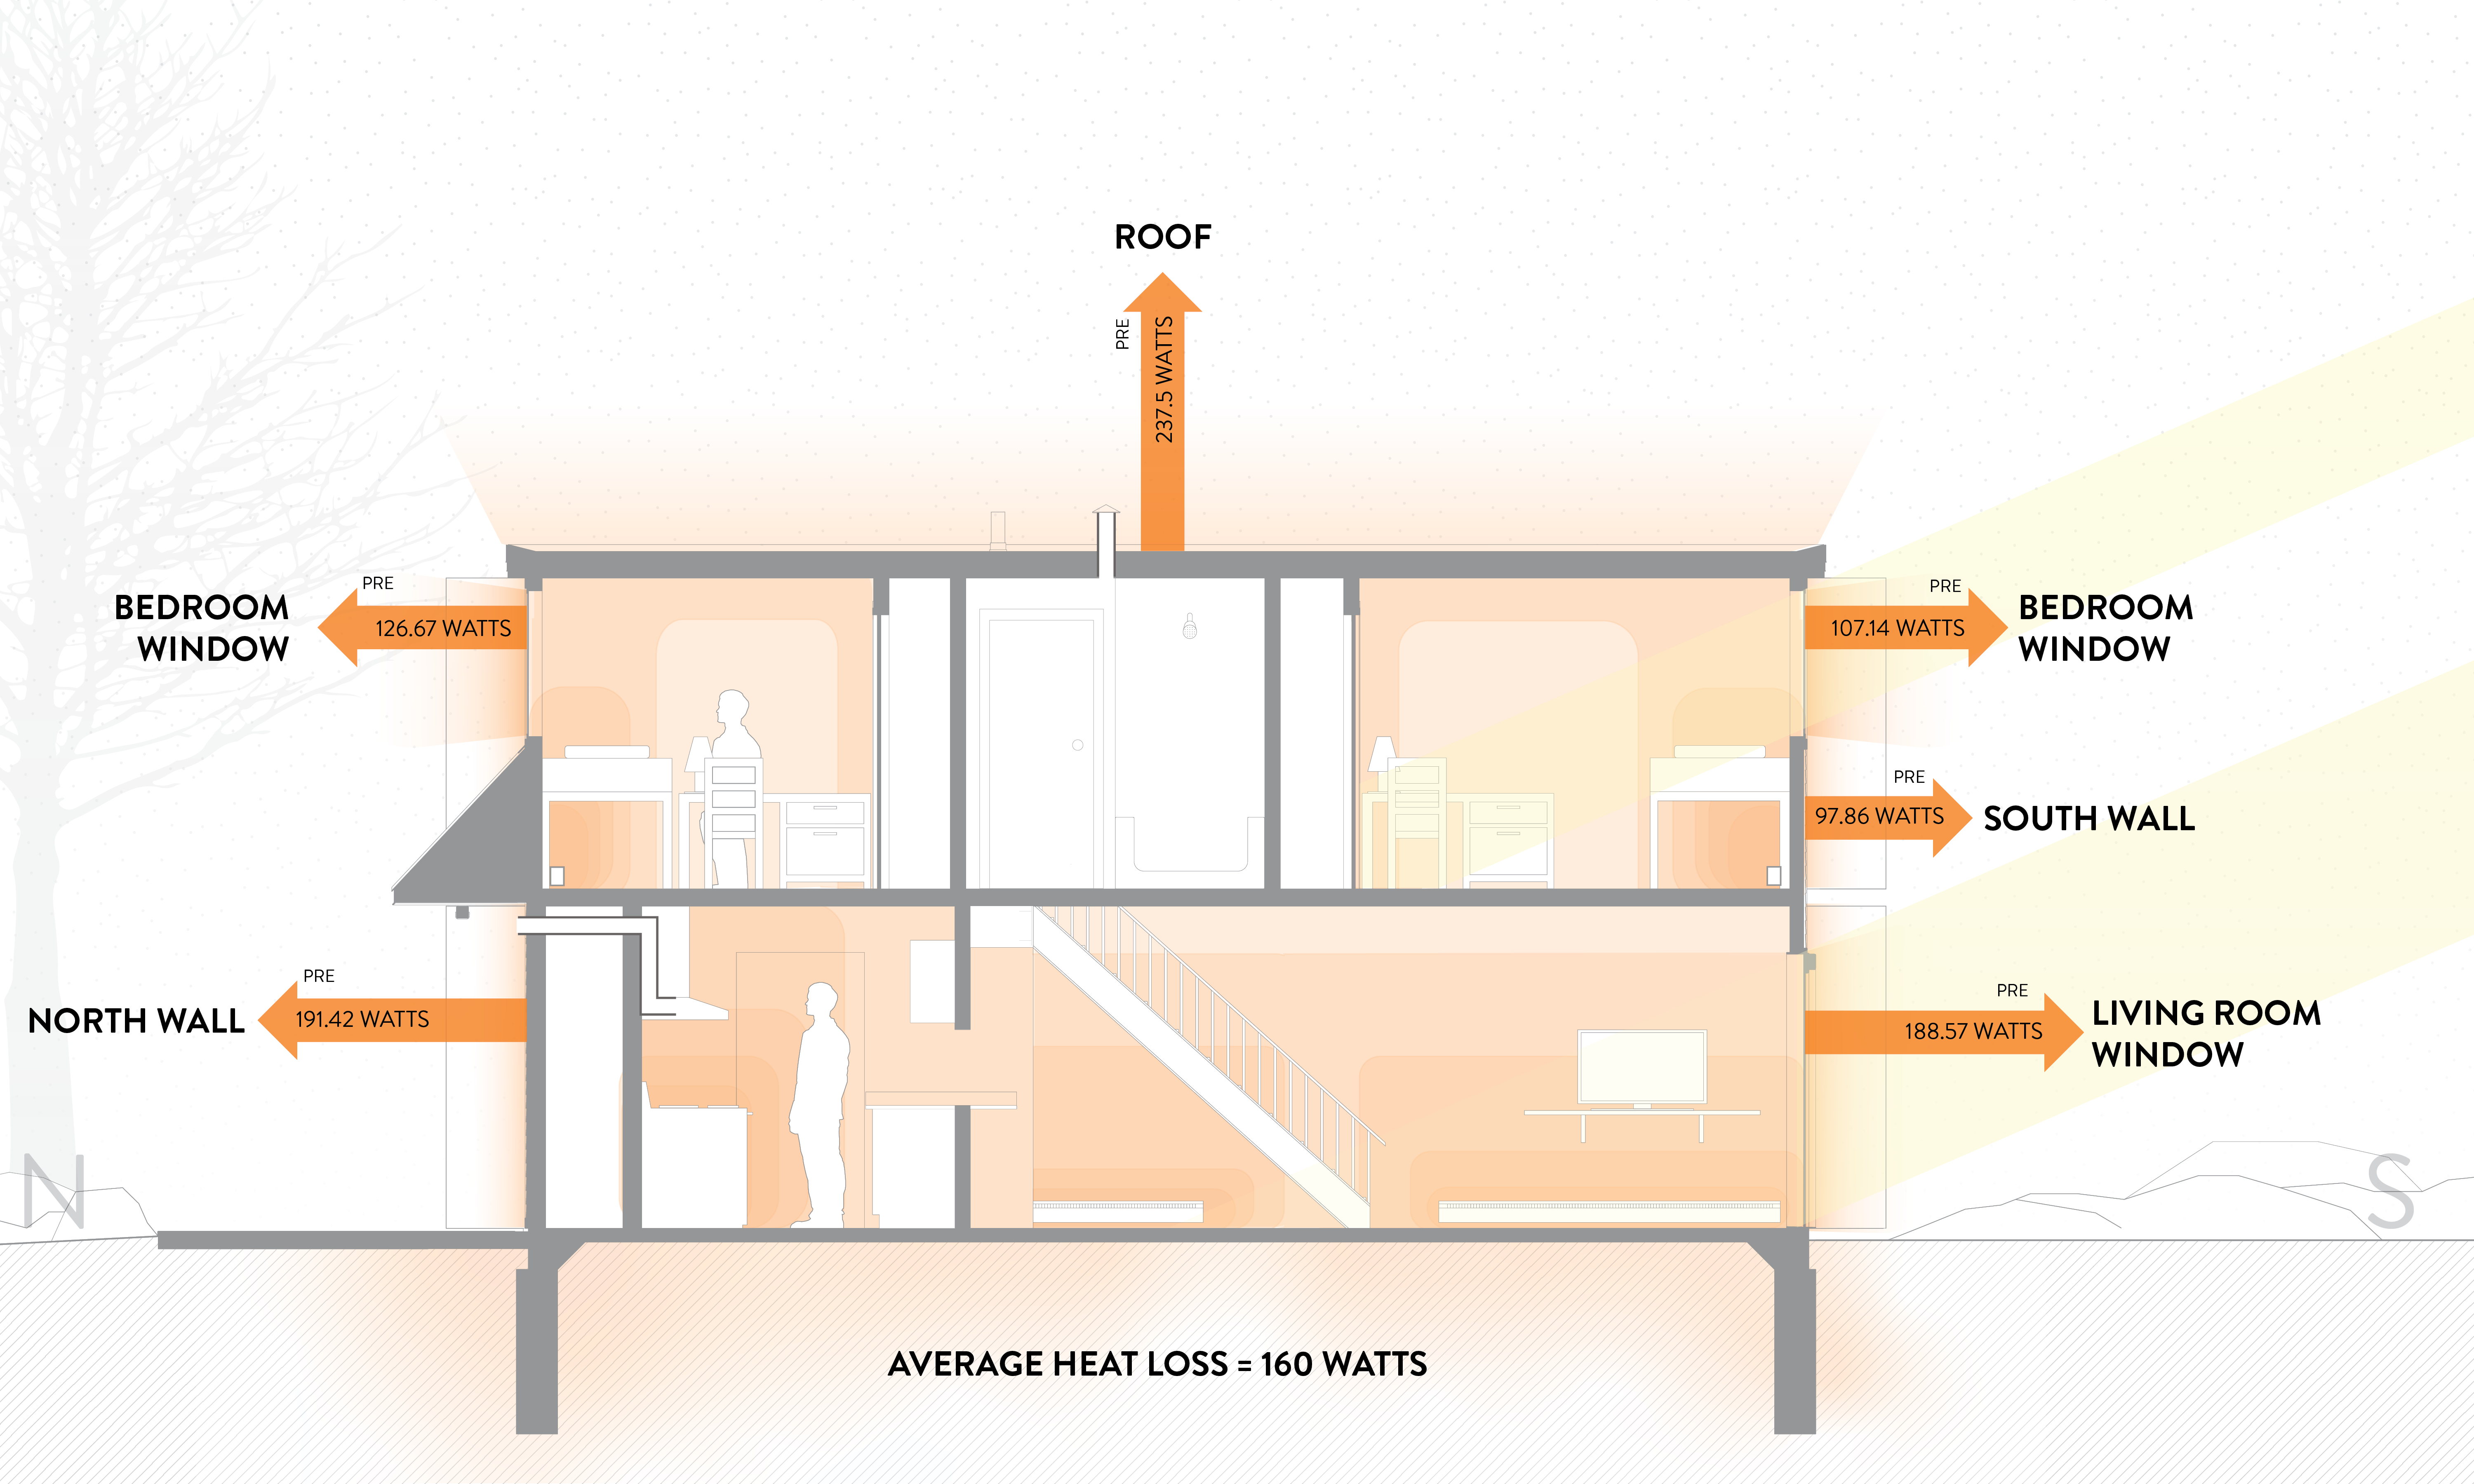 ROOF
PRE
237.5 WATTS
PRE
BEDROOM
WINDOW
126.67 WATTS
PRE
107.14 WATTS
BEDROOM
WINDOW
PRE
97.86 WATTS
SOUTH WALL
PRE
NORTH WALL
191.42 WATTS
PRE
188.57 WATTS
LIVING ROOM
WINDOW
N
S
AVERAGE HEAT LOSS = 160 WATTS